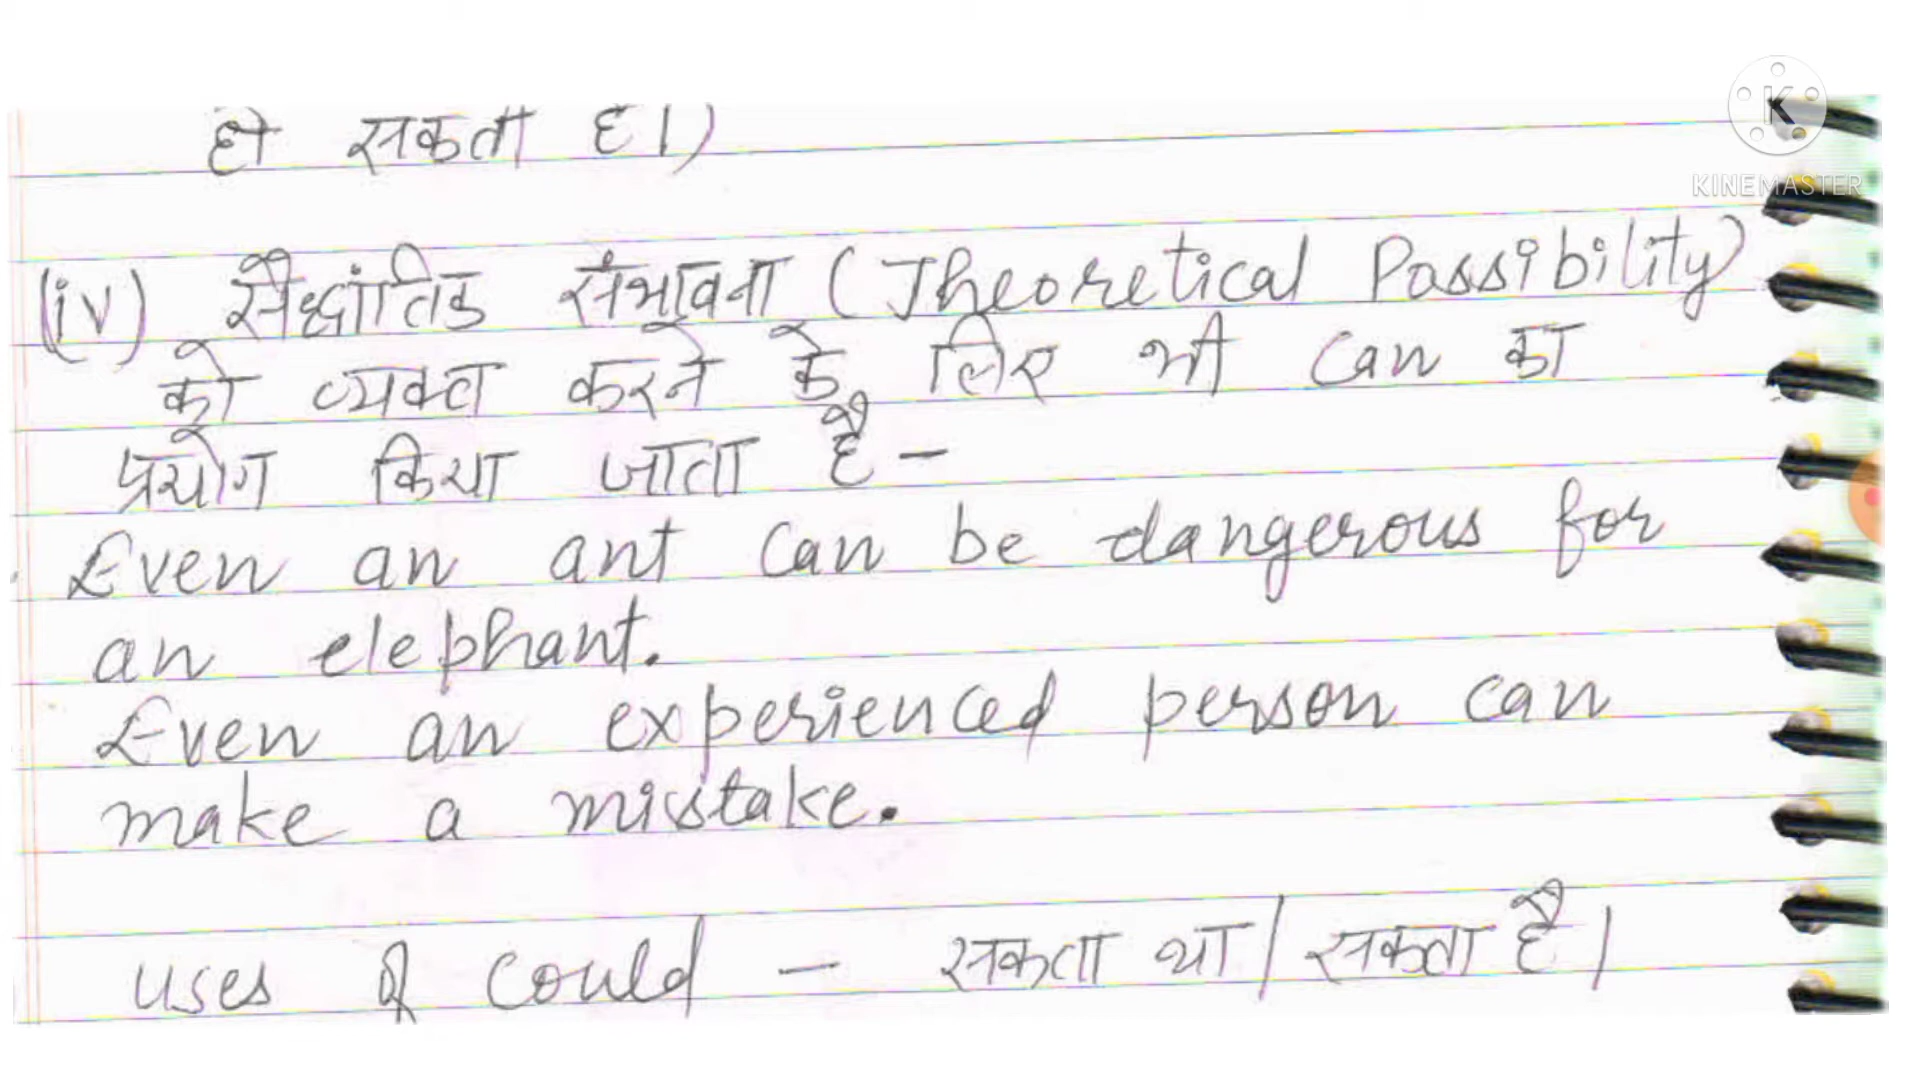 हो सकता है।)
KINEMASTER
(iv) सैद्धांतिक संभावना (Theoretical Possibility)
को व्यक्त करने के लिए भी can का
प्रयोग किया जाता है -
Even an ant can be dangerous for
an elephant.
Even an experienced person can
make a mistake.
uses of could - सकता था/सकता है।